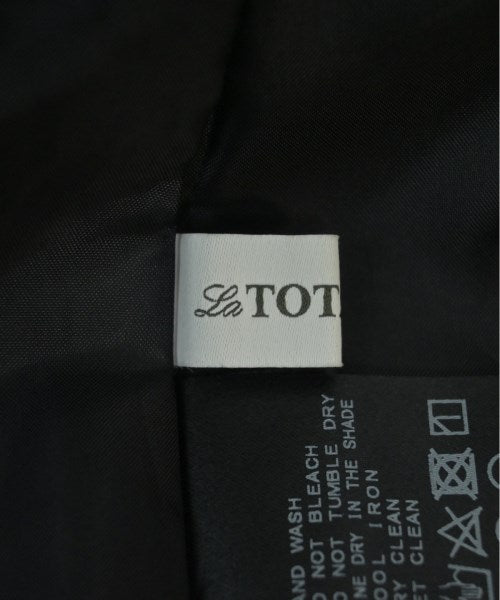 La TOT
AND WASH
O NOT BLEACH
O NOT TUMBLE DRY
NE DRY IN THE SHADE
OOL IRON
RY CLEAN
ET CLEAN